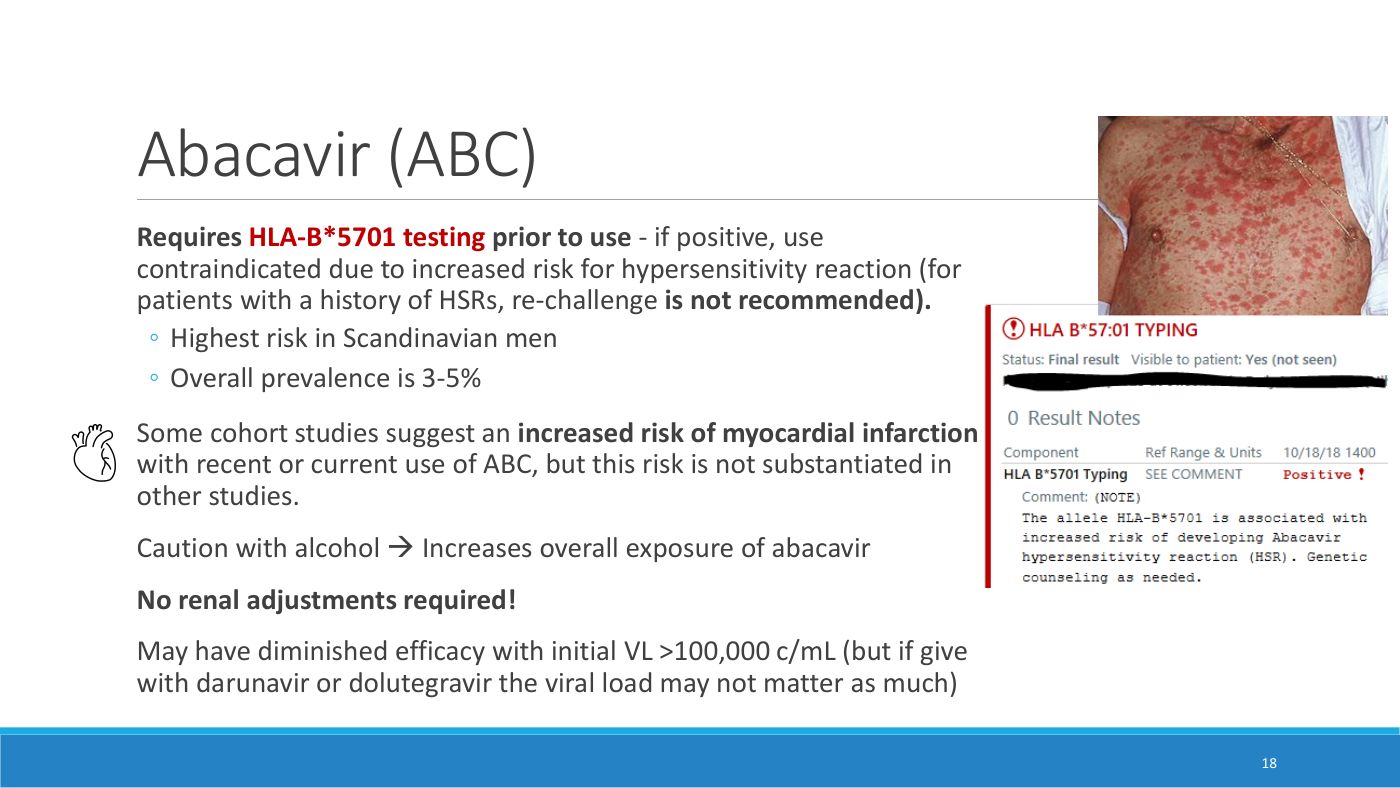 Abacavir (ABC)
Requires HLA-B*5701 testing prior to use - if positive, use
contraindicated due to increased risk for hypersensitivity reaction (for
patients with a history of HSRs, re-challenge is not recommended).
◦ Highest risk in Scandinavian men
◦ Overall prevalence is 3-5%
Some cohort studies suggest an increased risk of myocardial infarction
with recent or current use of ABC, but this risk is not substantiated in
other studies.
Caution with alcohol → Increases overall exposure of abacavir
No renal adjustments required!
May have diminished efficacy with initial VL >100,000 c/mL (but if give
with darunavir or dolutegravir the viral load may not matter as much)
HLA B*57:01 TYPING
Status: Final result Visible to patient: Yes (not seen)
0 Result Notes
Component Ref Range & Units 10/18/18 1400
HLA B*5701 Typing SEE COMMENT Positive !
Comment: (NOTE)
The allele HLA-B*5701 is associated with
increased risk of developing Abacavir
hypersensitivity reaction (HSR). Genetic
counseling as needed.
18